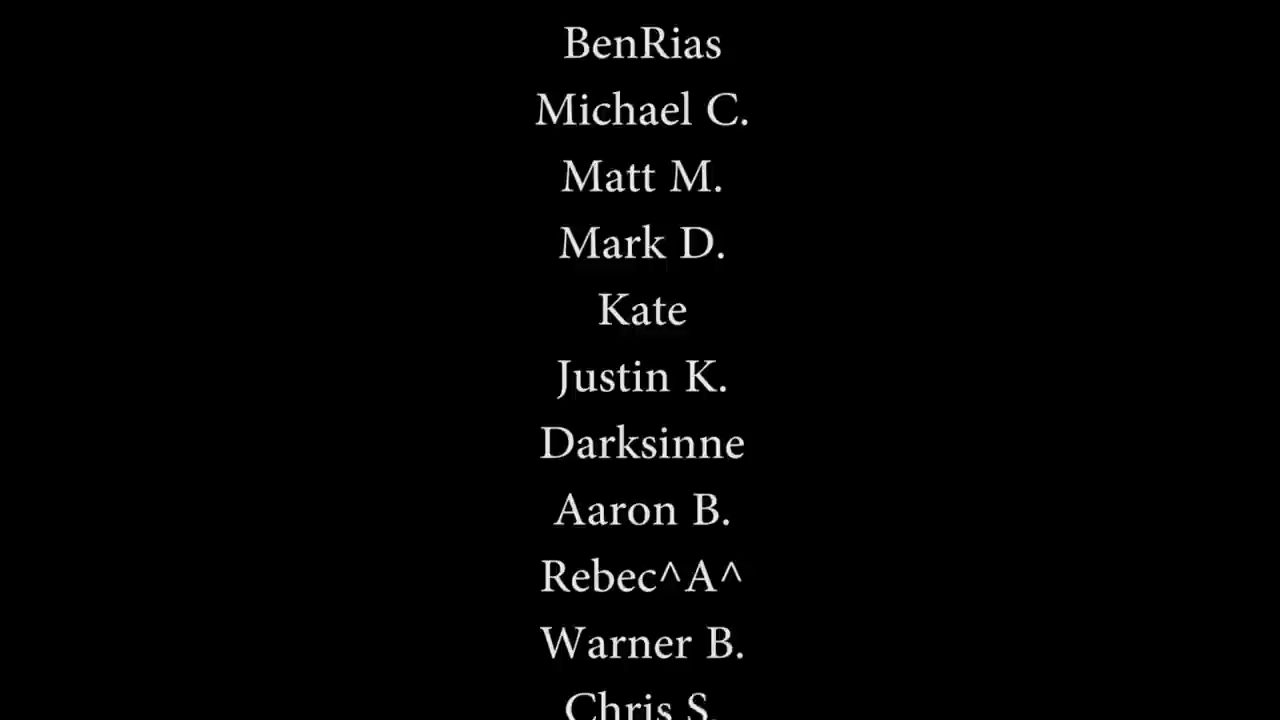 BenRias
Michael C.
Matt M.
Mark D.
Kate
Justin K.
Darksinne
Aaron B.
Rebec^A^
Warner B.
Chris S.